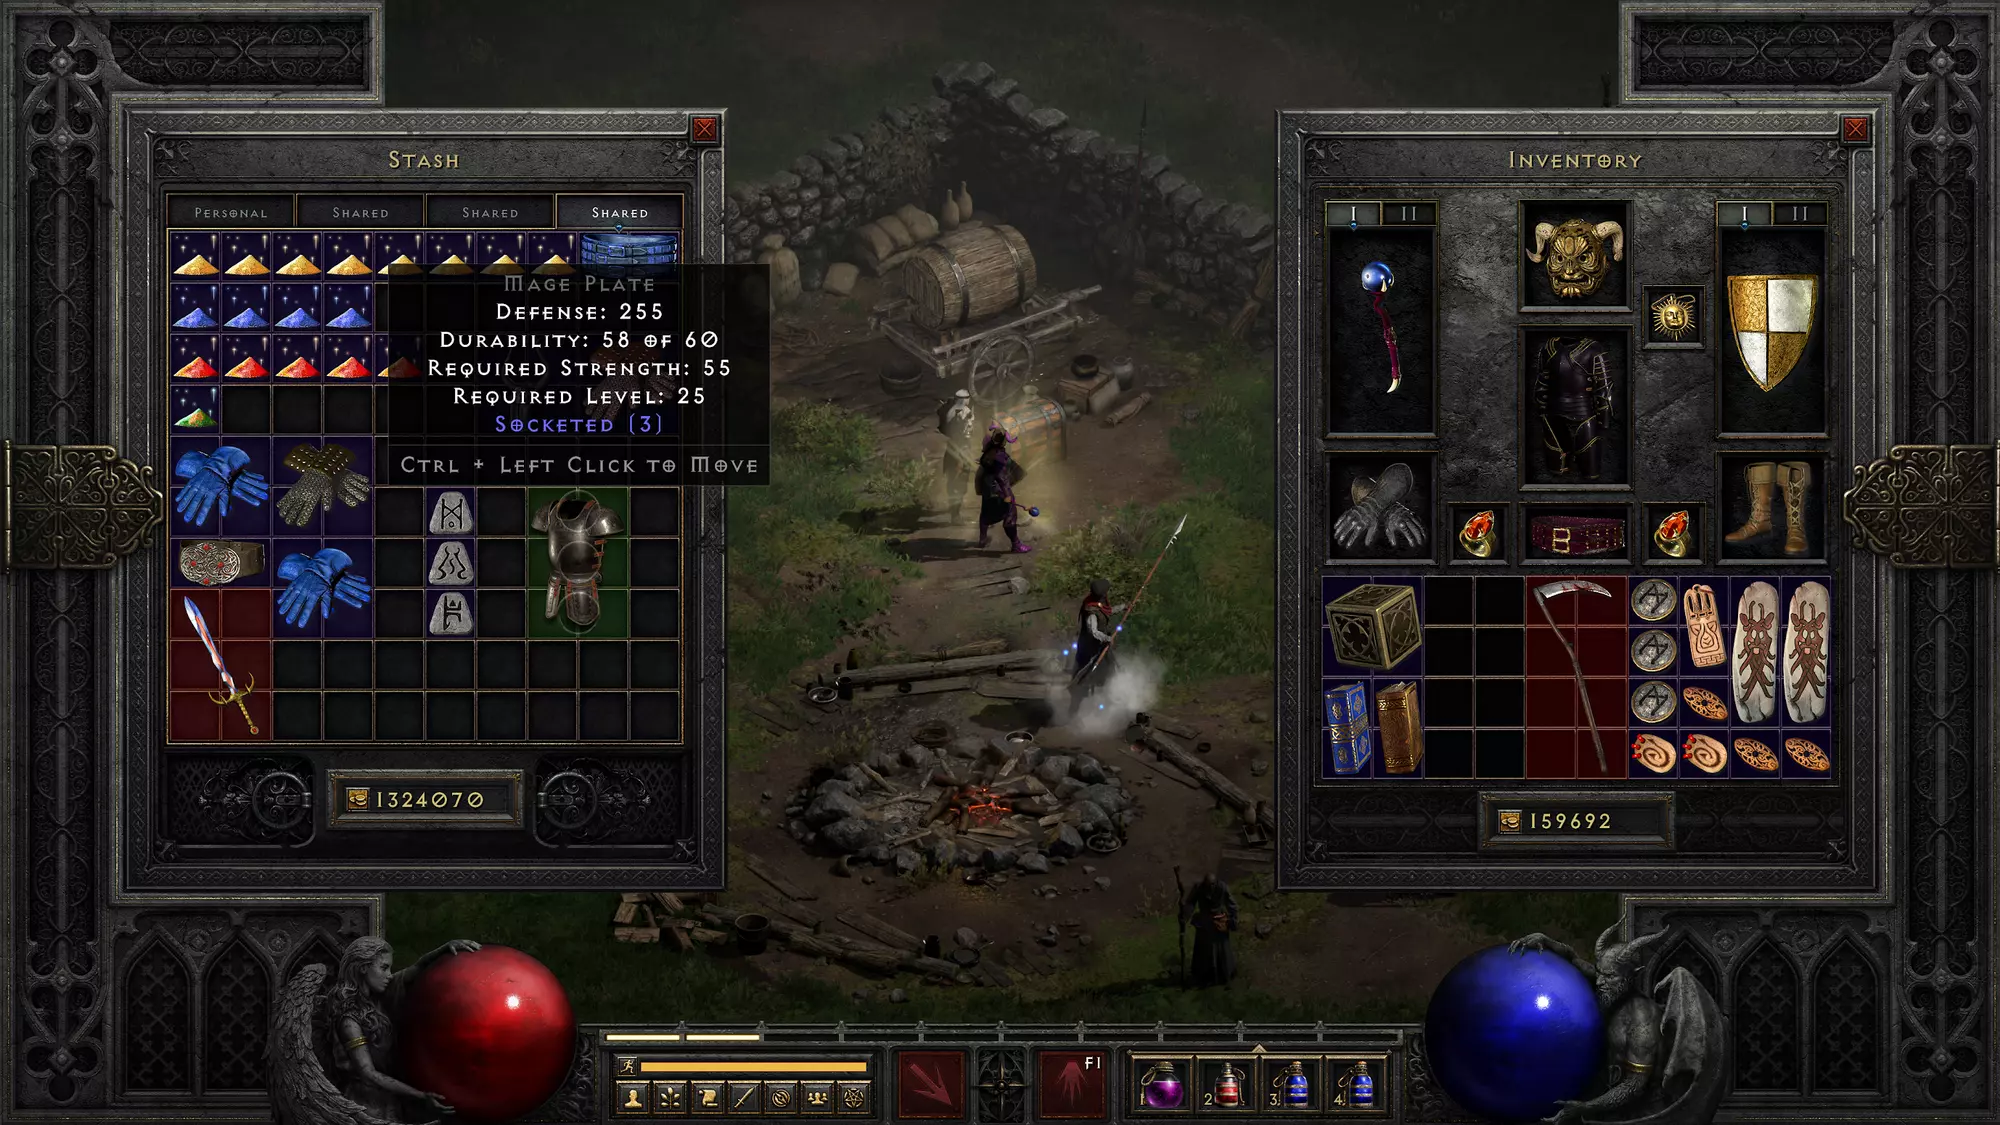 Stash
Personal
Shared
Shared
Shared
Mage Plate
Defense: 255
Durability: 58 of 60
Required Strength: 55
Required Level: 25
Socketed (3)
Ctrl + Left Click to Move
1324070
Inventory
I
II
I
II
159692
F1
1
2
3
4